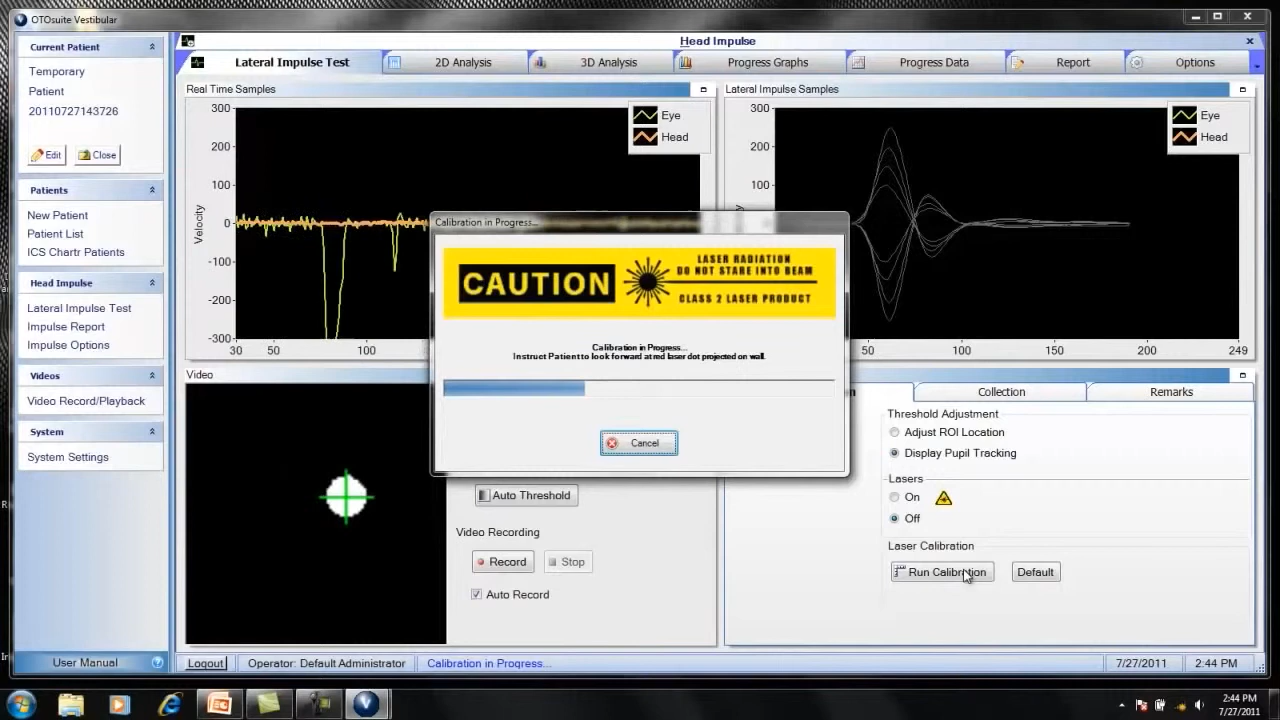 OTOsuite Vestibular
Current Patient
Temporary
Patient
20110727143726
Edit
Close
Patients
New Patient
Patient List
ICS Chartr Patients
Head Impulse
Lateral Impulse Test
Impulse Report
Impulse Options
Videos
Video Record/Playback
System
System Settings
User Manual
Head Impulse
Lateral Impulse Test
2D Analysis
3D Analysis
Progress Graphs
Progress Data
Report
Options
Real Time Samples
300
200
100
0
-100
-200
-300
Velocity
30 50 100
Eye
Head
Lateral Impulse Samples
300
200
100
50 100 150 200 249
Eye
Head
Calibration in Progress...
CAUTION
LASER RADIATION
DO NOT STARE INTO BEAM
CLASS 2 LASER PRODUCT
Calibration in Progress...
Instruct Patient to look forward at red laser dot projected on wall.
Cancel
Video
Auto Threshold
Video Recording
Record
Stop
Auto Record
Collection
Remarks
Threshold Adjustment
Adjust ROI Location
Display Pupil Tracking
Lasers
On
Off
Laser Calibration
Run Calibration
Default
Logout
Operator: Default Administrator
Calibration in Progress...
7/27/2011
2:44 PM
2:44 PM
7/27/2011